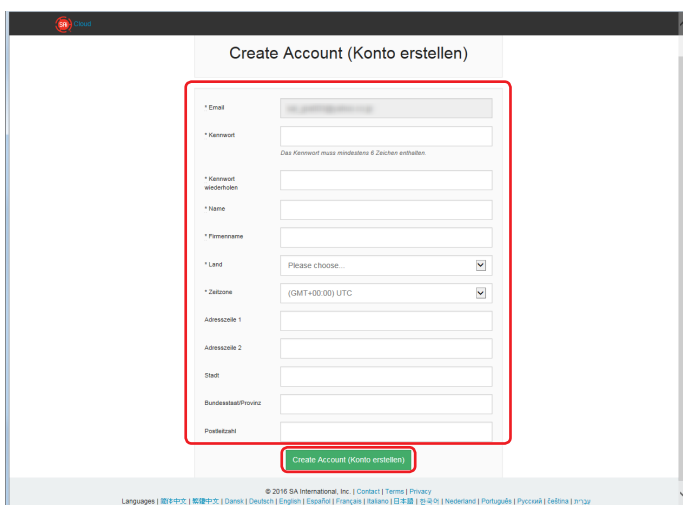 SAi Cloud
Create Account (Konto erstellen)
* Email
* Kennwort
Das Kennwort muss mindestens 6 Zeichen enthalten.
* Kennwort
wiederholen
* Name
* Firmenname
* Land Please choose...
* Zeitzone (GMT+00:00) UTC
Adresszeile 1
Adresszeile 2
Stadt
Bundesstaat/Provinz
Postleitzahl
Create Account (Konto erstellen)
© 2016 SA International, Inc. | Contact | Terms | Privacy
Languages | 简体中文 | 繁體中文 | Dansk | Deutsch | English | Español | Français | Italiano | 日本語 | 한국어 | Nederland | Português | Русский | čeština | עברית